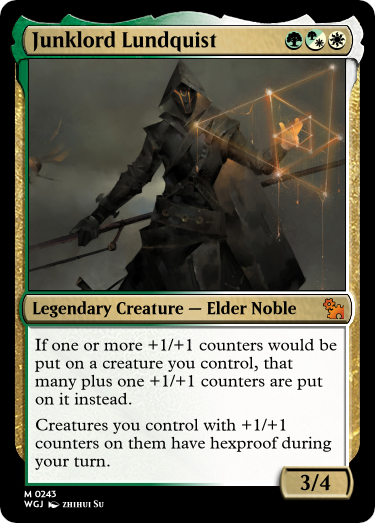 Junklord Lundquist
Legendary Creature — Elder Noble
If one or more +1/+1 counters would be
put on a creature you control, that
many plus one +1/+1 counters are put
on it instead.
Creatures you control with +1/+1
counters on them have hexproof during
your turn.
3/4
M 0243
WGJ ZHIHUI SU